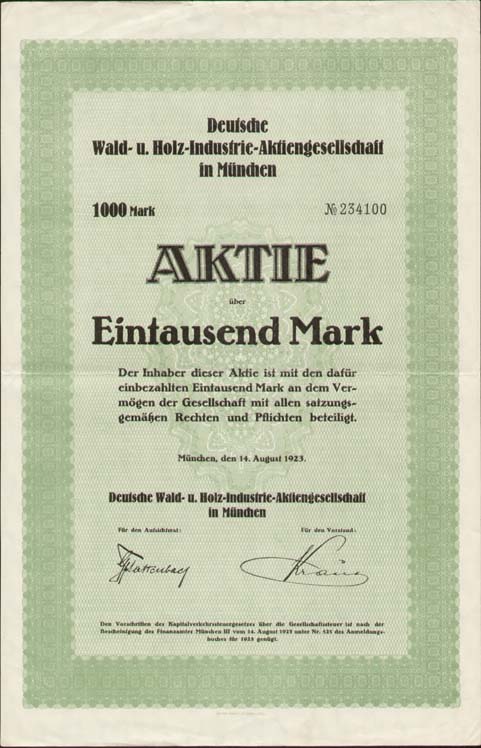 Deutsche
Wald- u. Holz-Industrie-Aktiengesellschaft
in München
1000 Mark № 234100
AKTIE
über
Eintausend Mark
Der Inhaber dieser Aktie ist mit den dafür
einbezahlten Eintausend Mark an dem Ver-
mögen der Gesellschaft mit allen satzungs-
gemäßen Rechten und Pflichten beteiligt.
München, den 14. August 1923.
Deutsche Wald- u. Holz-Industrie-Aktiengesellschaft
in München
Für den Aufsichtsrat: Für den Vorstand:
Kraus
Den Vorschriften des Kapitalverkehrssteuergesetzes über die Gesellschaftssteuer ist nach der
Bescheinigung des Finanzamtes München III vom 14. August 1923 unter Nr. 521 des Anmeldungs-
buches für 1923 genügt.